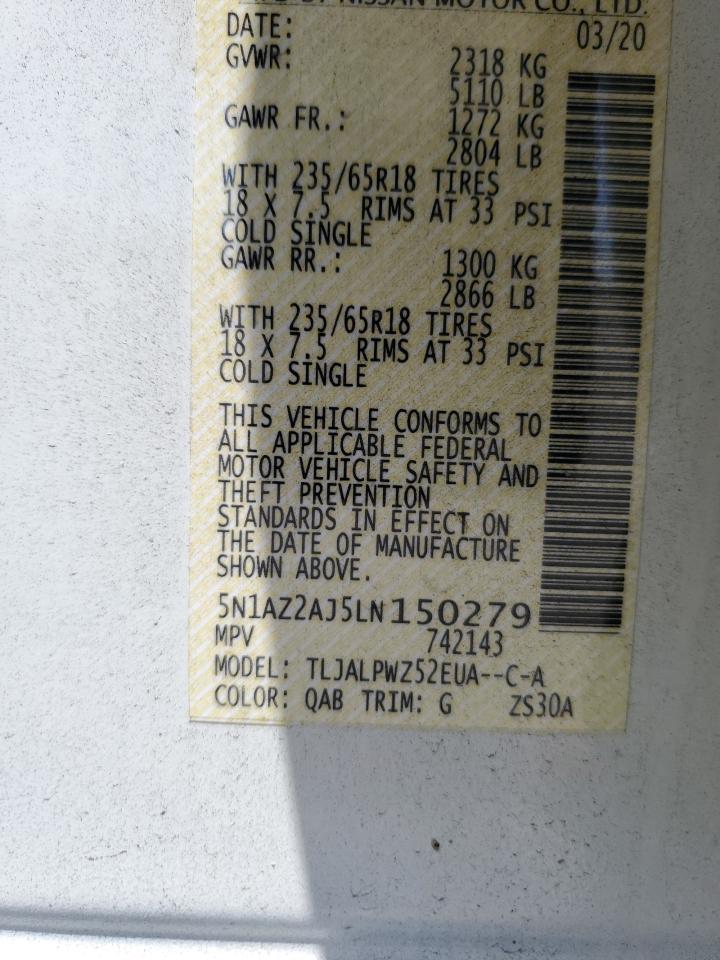 NISSAN MOTOR CO., LTD.
DATE: 03/20
GVWR: 2318 KG
5110 LB
GAWR FR.: 1272 KG
2804 LB
WITH 235/65R18 TIRES
18 X 7.5 RIMS AT 33 PSI
COLD SINGLE
GAWR RR.: 1300 KG
2866 LB
WITH 235/65R18 TIRES
18 X 7.5 RIMS AT 33 PSI
COLD SINGLE
THIS VEHICLE CONFORMS TO
ALL APPLICABLE FEDERAL
MOTOR VEHICLE SAFETY AND
THEFT PREVENTION
STANDARDS IN EFFECT ON
THE DATE OF MANUFACTURE
SHOWN ABOVE.
5N1AZ2AJ5LN150279
MPV 742143
MODEL: TLJALPWZ52EUA--C-A
COLOR: QAB TRIM: G ZS30A